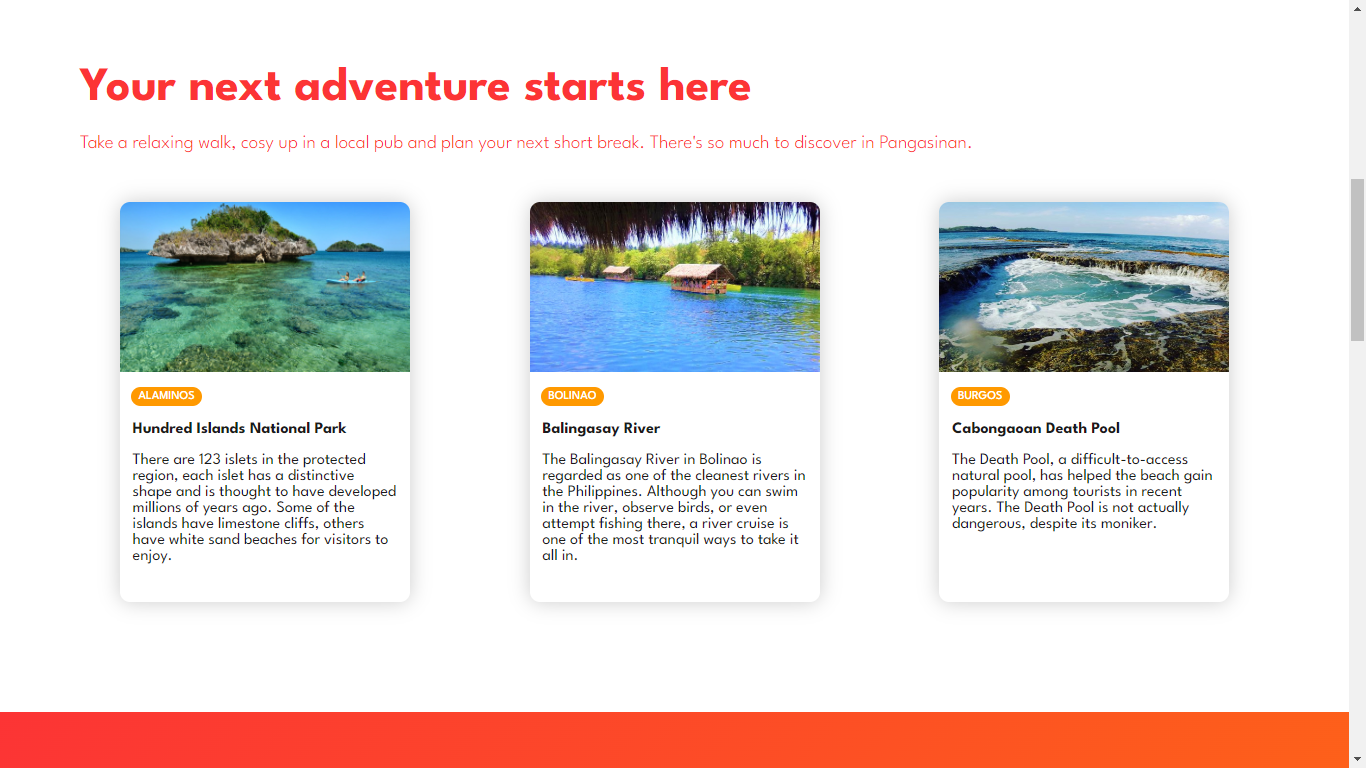 Your next adventure starts here
Take a relaxing walk, cosy up in a local pub and plan your next short break. There's so much to discover in Pangasinan.
ALAMINOS
Hundred Islands National Park
There are 123 islets in the protected
region, each islet has a distinctive
shape and is thought to have developed
millions of years ago. Some of the
islands have limestone cliffs, others
have white sand beaches for visitors to
enjoy.
BOLINAO
Balingasay River
The Balingasay River in Bolinao is
regarded as one of the cleanest rivers in
the Philippines. Although you can swim
in the river, observe birds, or even
attempt fishing there, a river cruise is
one of the most tranquil ways to take it
all in.
BURGOS
Cabongaoan Death Pool
The Death Pool, a difficult-to-access
natural pool, has helped the beach gain
popularity among tourists in recent
years. The Death Pool is not actually
dangerous, despite its moniker.